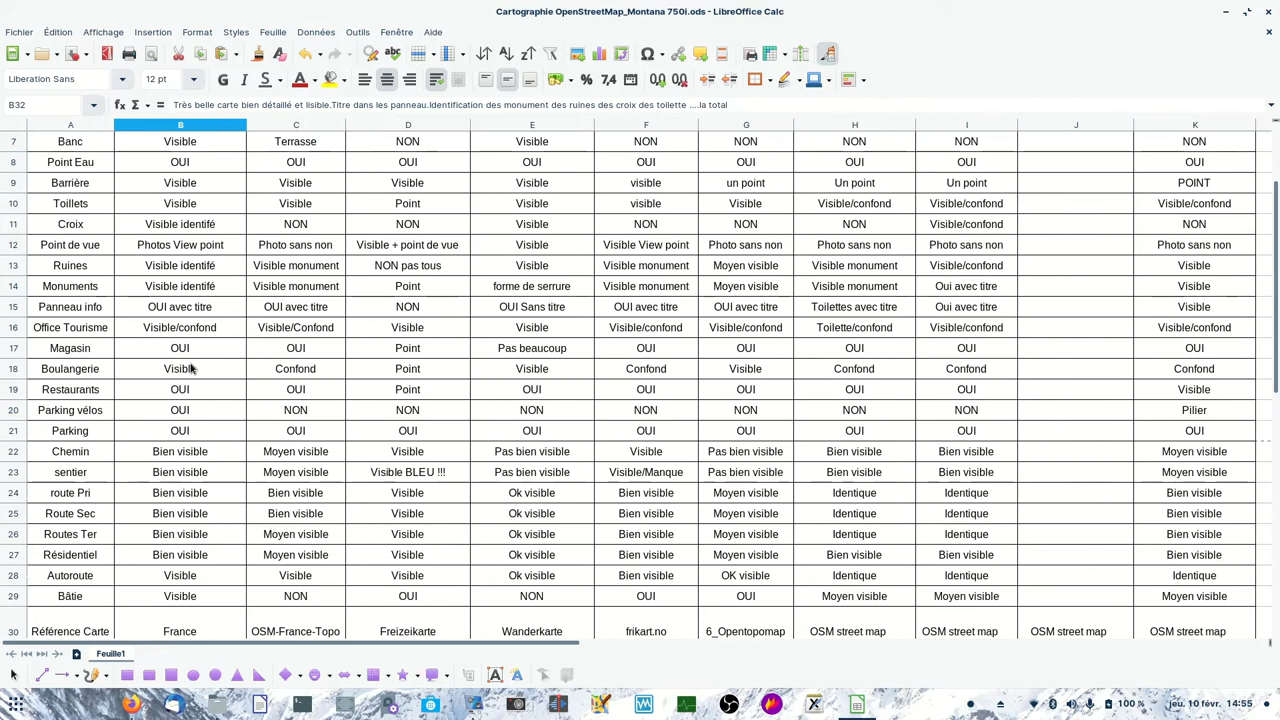 Cartographie OpenStreetMap_Montana 750i.ods - LibreOffice Calc
Fichier Édition Affichage Insertion Format Styles Feuille Données Outils Fenêtre Aide
Liberation Sans 12 pt G I S A % 7,4 0,0 0,0
B32 fx Σ = Très belle carte bien détaillé et lisible.Titre dans les panneau.Identification des monument des ruines des croix des toilette ....la total
A B C D E F G H I J K
7 Banc Visible Terrasse NON Visible NON NON NON NON NON
8 Point Eau OUI OUI OUI OUI OUI OUI OUI OUI OUI
9 Barrière Visible Visible Visible Visible visible un point Un point Un point POINT
10 Toillets Visible Visible Point Visible visible Visible Visible/confond Visible/confond Visible/confond
11 Croix Visible identifé NON NON Visible NON NON NON Visible/confond NON
12 Point de vue Photos View point Photo sans non Visible + point de vue Visible Visible View point Photo sans non Photo sans non Photo sans non Photo sans non
13 Ruines Visible identifé Visible monument NON pas tous Visible Visible monument Moyen visible Visible monument Visible/confond Visible
14 Monuments Visible identifé Visible monument Point forme de serrure Visible monument Moyen visible Visible monument Oui avec titre Visible
15 Panneau info OUI avec titre OUI avec titre NON OUI Sans titre OUI avec titre OUI avec titre Toilettes avec titre Oui avec titre Visible
16 Office Tourisme Visible/confond Visible/Confond Visible Visible Visible/confond Visible/confond Toilette/confond Visible/confond Visible/confond
17 Magasin OUI OUI Point Pas beaucoup OUI OUI OUI OUI OUI
18 Boulangerie Visible Confond Point Visible Confond Visible Confond Confond Confond
19 Restaurants OUI OUI Point OUI OUI OUI OUI OUI Visible
20 Parking vélos OUI NON NON NON NON NON NON NON Pilier
21 Parking OUI OUI OUI OUI OUI OUI OUI OUI OUI
22 Chemin Bien visible Moyen visible Visible Pas bien visible Visible Pas bien visible Bien visible Bien visible Moyen visible
23 sentier Bien visible Moyen visible Visible BLEU !!! Pas bien visible Visible/Manque Pas bien visible Bien visible Bien visible Moyen visible
24 route Pri Bien visible Bien visible Visible Ok visible Bien visible Moyen visible Identique Identique Bien visible
25 Route Sec Bien visible Bien visible Visible Ok visible Bien visible Moyen visible Identique Identique Bien visible
26 Routes Ter Bien visible Moyen visible Visible Ok visible Bien visible Moyen visible Identique Identique Bien visible
27 Résidentiel Bien visible Moyen visible Visible Ok visible Bien visible Moyen visible Bien visible Bien visible Bien visible
28 Autoroute Visible Visible Visible Ok visible Bien visible OK visible Identique Identique Identique
29 Bâtie Visible NON OUI NON OUI OUI Moyen visible Moyen visible Moyen visible
30 Référence Carte France OSM-France-Topo Freizeikarte Wanderkarte frikart.no 6_Opentopomap OSM street map OSM street map OSM street map OSM street map
Feuille1
100 % jeu. 10 févr. 14:55